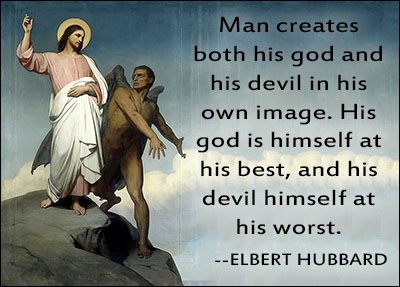 Man creates
both his god and
his devil in his
own image. His
god is himself at
his best, and his
devil himself at
his worst.
--ELBERT HUBBARD